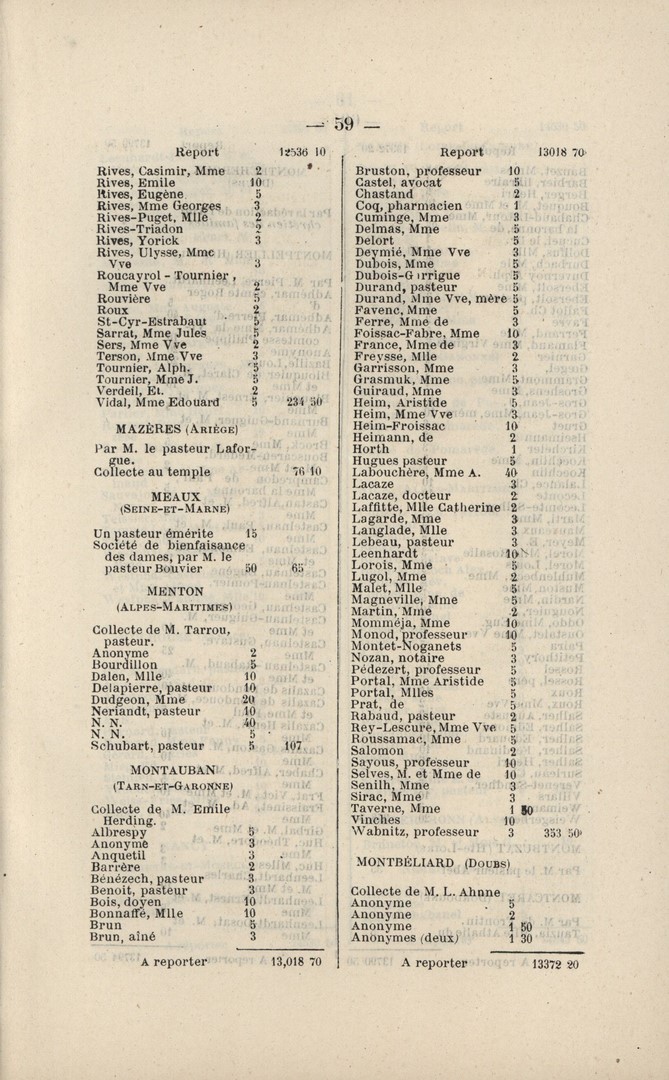 — 59 —
Report 12536 10
Rives, Casimir, Mme 2
Rives, Emile 10
Rives, Eugène 5
Rives, Mme Georges 3
Rives-Puget, Mlle 2
Rives-Triadon 2
Rives, Yorick 3
Rives, Ulysse, Mme
Vve 3
Roucayrol - Tournier,
Mme Vve 2
Rouvière 5
Roux 2
St-Cyr-Estrabaut 5
Sarrat, Mme Jules 5
Sers, Mme Vve 2
Terson, Mme Vve 3
Tournier, Alph. 5
Tournier, Mme J. 5
Verdeil, Et. 2
Vidal, Mme Edouard 5 234 50
MAZÈRES (ARIÈGE)
Par M. le pasteur Lafor-
gue.
Collecte au temple 76 10
MEAUX
(SEINE-ET-MARNE)
Un pasteur émérite 15
Société de bienfaisance
des dames, par M. le
pasteur Bouvier 50 65
MENTON
(ALPES-MARITIMES)
Collecte de M. Tarrou,
pasteur.
Anonyme 2
Bourdillon 5
Dalen, Mlle 10
Delapierre, pasteur 10
Dudgeon, Mme 20
Neriandt, pasteur 10
N. N. 40
N. N. 5
Schubart, pasteur 5 107
MONTAUBAN
(TARN-ET-GARONNE)
Collecte de M. Emile
Herding.
Albrespy 5
Anonyme 3
Anquetil 3
Barrère 2
Bénézech, pasteur 3
Benoit, pasteur 3
Bois, doyen 10
Bonnaffé, Mlle 10
Brun 5
Brun, aîné 3
A reporter 13,018 70
Report 13018 70
Bruston, professeur 10
Castel, avocat 5
Chastand 2
Coq, pharmacien 1
Cuminge, Mme 3
Delmas, Mme 5
Delort 5
Deymié, Mme Vve 3
Dubois, Mme 5
Dubois-G rrigue 5
Durand, pasteur 5
Durand, Mme Vve, mère 5
Favenc, Mme 5
Ferre, Mme de 3
Foissac-Fabre, Mme 10
France, Mme de 3
Freysse, Mlle 2
Garrisson, Mme 3
Grasmuk, Mme 5
Guiraud, Mme 3
Heim, Aristide 5
Heim, Mme Vve 3
Heim-Froissac 10
Heimann, de 2
Horth 1
Hugues pasteur 5
Labouchère, Mme A. 40
Lacaze 3
Lacaze, docteur 2
Laffitte, Mlle Catherine 2
Lagarde, Mme 3
Langlade, Mlle 3
Lebeau, pasteur 3
Leenhardt 10
Lorois, Mme 5
Lugol, Mme 2
Malet, Mlle 5
Magneville, Mme 5
Martin, Mme 2
Momméja, Mme 10
Monod, professeur 10
Montet-Noganets 5
Nozan, notaire 3
Pédezert, professeur 5
Portal, Mme Aristide 5
Portal, Mlles 5
Prat, de 5
Rabaud, pasteur 2
Rey-Lescure, Mme Vve 5
Roussamac, Mme 5
Salomon 2
Sayous, professeur 10
Selves, M. et Mme de 10
Senilh, Mme 3
Sirac, Mme 3
Taverne, Mme 1 50
Vinches 10
Wabnitz, professeur 3 353 50
MONTBÉLIARD (DOUBS)
Collecte de M. L. Ahnne
Anonyme 5
Anonyme 2
Anonyme 1 50
Anonymes (deux) 1 30
A reporter 13372 20